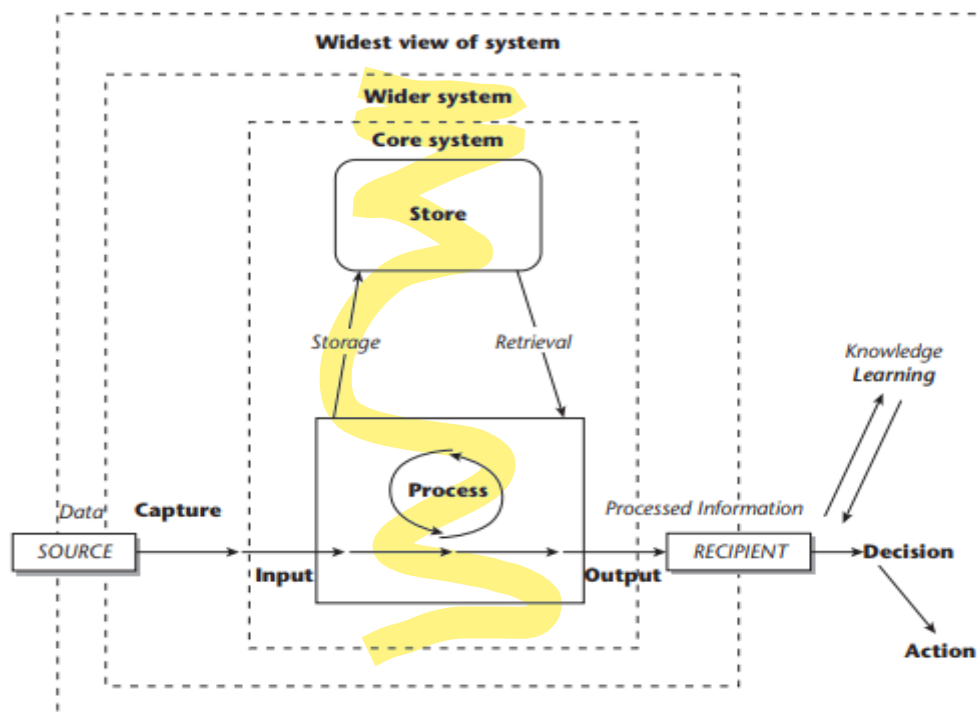 Widest view of system
Wider system
Core system
Store
Storage
Retrieval
Knowledge
Learning
Process
Data
Capture
Processed Information
SOURCE
RECIPIENT
Decision
Input
Output
Action